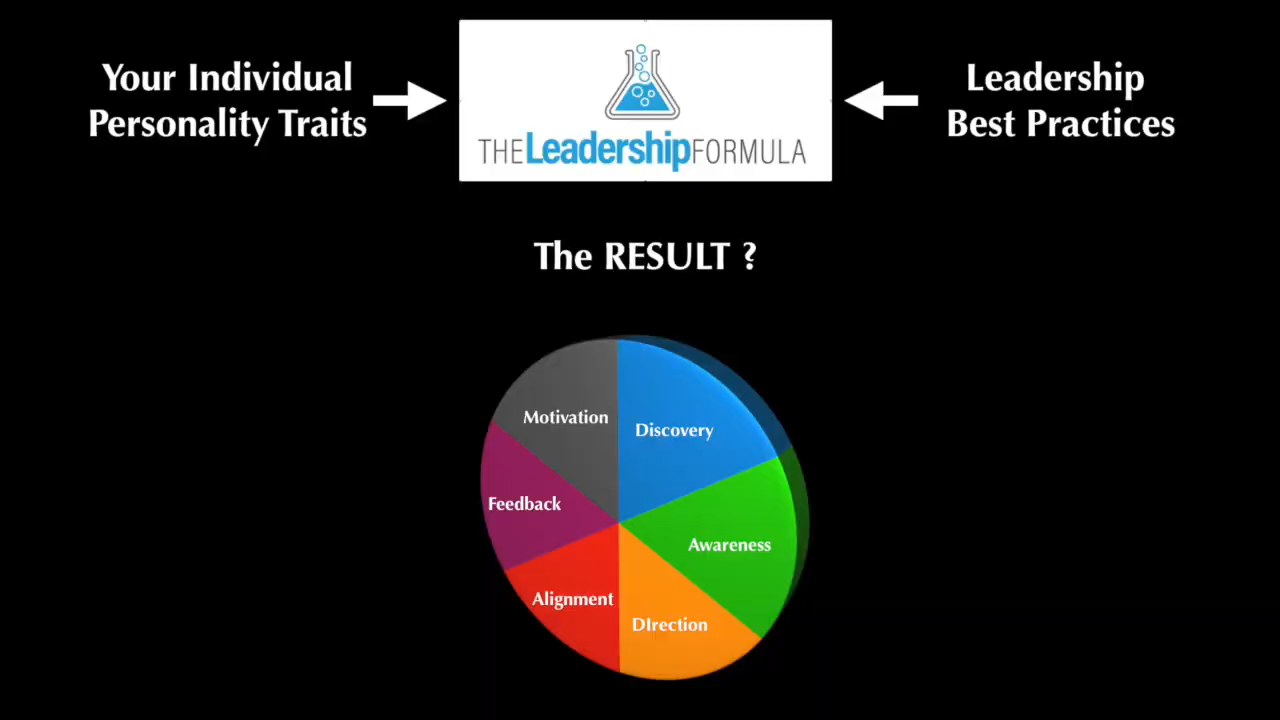 Your Individual
Personality Traits
THE Leadership FORMULA
Leadership
Best Practices
The RESULT ?
Motivation
Discovery
Feedback
Awareness
Alignment
DIrection